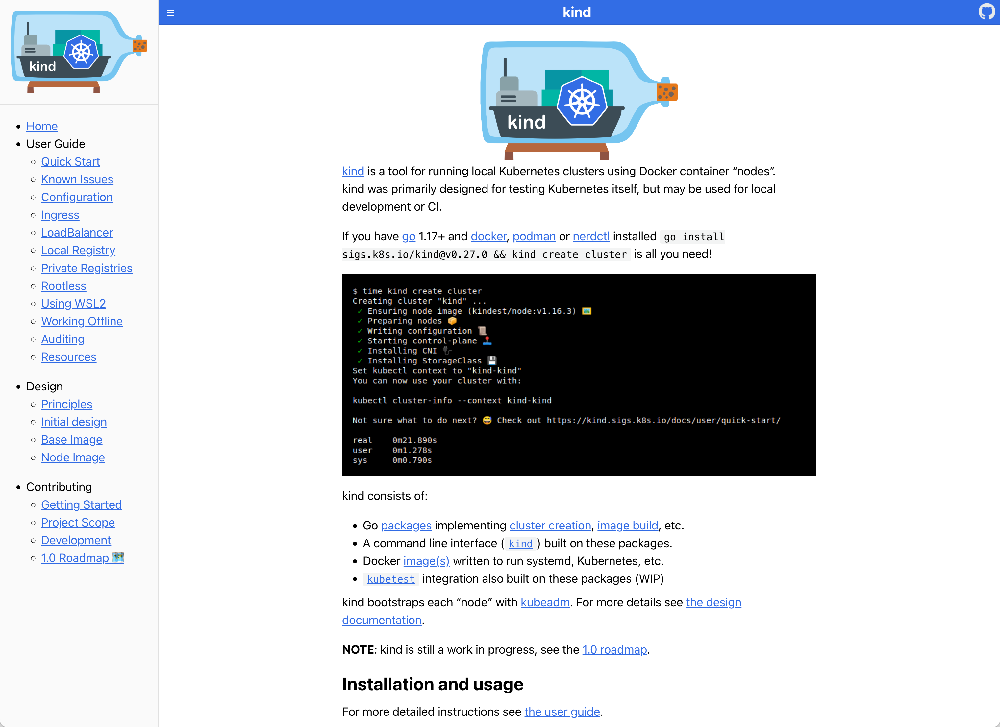 kind
Home
User Guide
Quick Start
Known Issues
Configuration
Ingress
LoadBalancer
Local Registry
Private Registries
Rootless
Using WSL2
Working Offline
Auditing
Resources
Design
Principles
Initial design
Base Image
Node Image
Contributing
Getting Started
Project Scope
Development
1.0 Roadmap 🗺️
≡
kind
kind
kind is a tool for running local Kubernetes clusters using Docker container “nodes”.
kind was primarily designed for testing Kubernetes itself, but may be used for local
development or CI.
If you have go 1.17+ and docker, podman or nerdctl installed go install
sigs.k8s.io/kind@v0.27.0 && kind create cluster is all you need!
$ time kind create cluster
Creating cluster "kind" ...
✓ Ensuring node image (kindest/node:v1.16.3) 🖼️
✓ Preparing nodes 📦
✓ Writing configuration 📜
✓ Starting control-plane 🕹️
✓ Installing CNI 🔌
✓ Installing StorageClass 💾
Set kubectl context to "kind-kind"
You can now use your cluster with:
kubectl cluster-info --context kind-kind
Not sure what to do next? 😅 Check out https://kind.sigs.k8s.io/docs/user/quick-start/
real 0m21.890s
user 0m1.278s
sys 0m0.790s
kind consists of:
Go packages implementing cluster creation, image build, etc.
A command line interface (kind) built on these packages.
Docker image(s) written to run systemd, Kubernetes, etc.
kubetest integration also built on these packages (WIP)
kind bootstraps each “node” with kubeadm. For more details see the design
documentation.
NOTE: kind is still a work in progress, see the 1.0 roadmap.
Installation and usage
For more detailed instructions see the user guide.